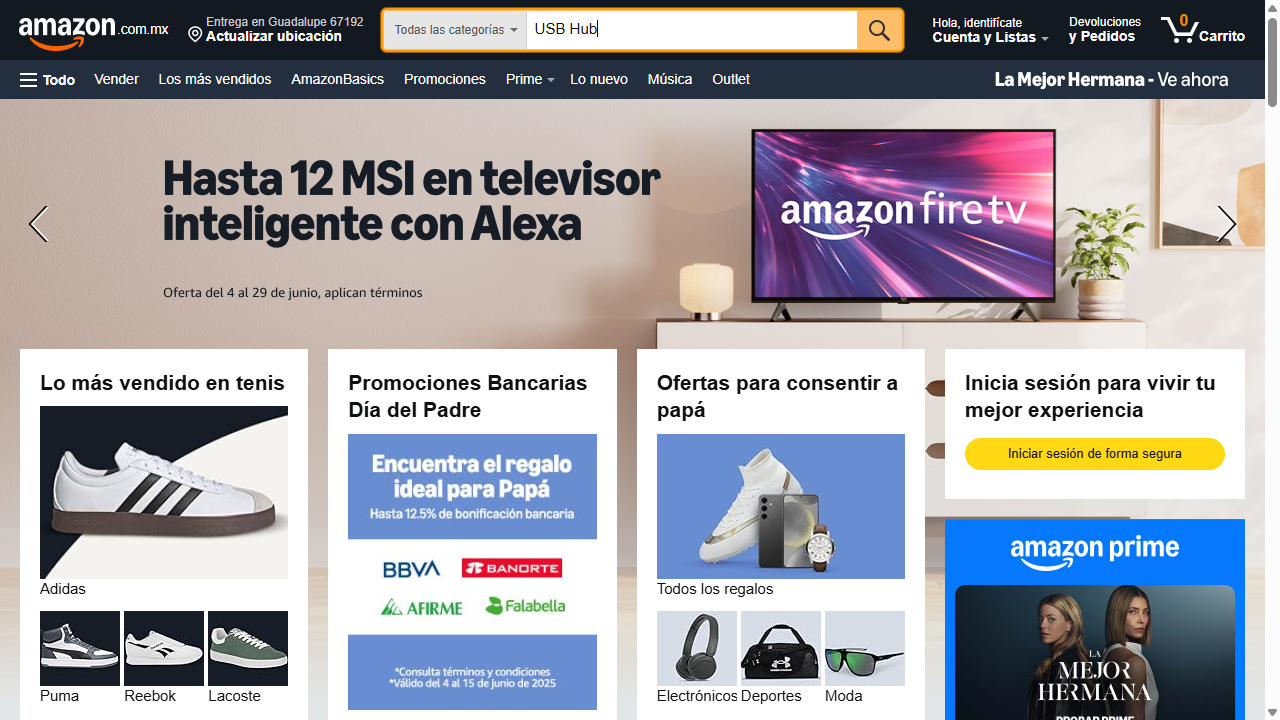 amazon.com.mx
Entrega en Guadalupe 67192
Actualizar ubicación
Todas las categorías
USB Hub
Hola, identifícate
Cuenta y Listas
Devoluciones
y Pedidos
0
Carrito
Todo
Vender
Los más vendidos
AmazonBasics
Promociones
Prime
Lo nuevo
Música
Outlet
La Mejor Hermana - Ve ahora
Hasta 12 MSI en televisor
inteligente con Alexa
Oferta del 4 al 29 de junio, aplican términos
amazon fire tv
Lo más vendido en tenis
Adidas
Puma
Reebok
Lacoste
Promociones Bancarias
Día del Padre
Encuentra el regalo
ideal para Papá
Hasta 12.5% de bonificación bancaria
BBVA
BANORTE
AFIRME
Falabella
*Consulta términos y condiciones
*Válido del 4 al 15 de junio de 2025
Ofertas para consentir a
papá
Todos los regalos
UNDER ARMOUR
Electrónicos
Deportes
Moda
Inicia sesión para vivir tu
mejor experiencia
Iniciar sesión de forma segura
amazon prime
LA
MEJOR
HERMANA
PROBAR PRIME